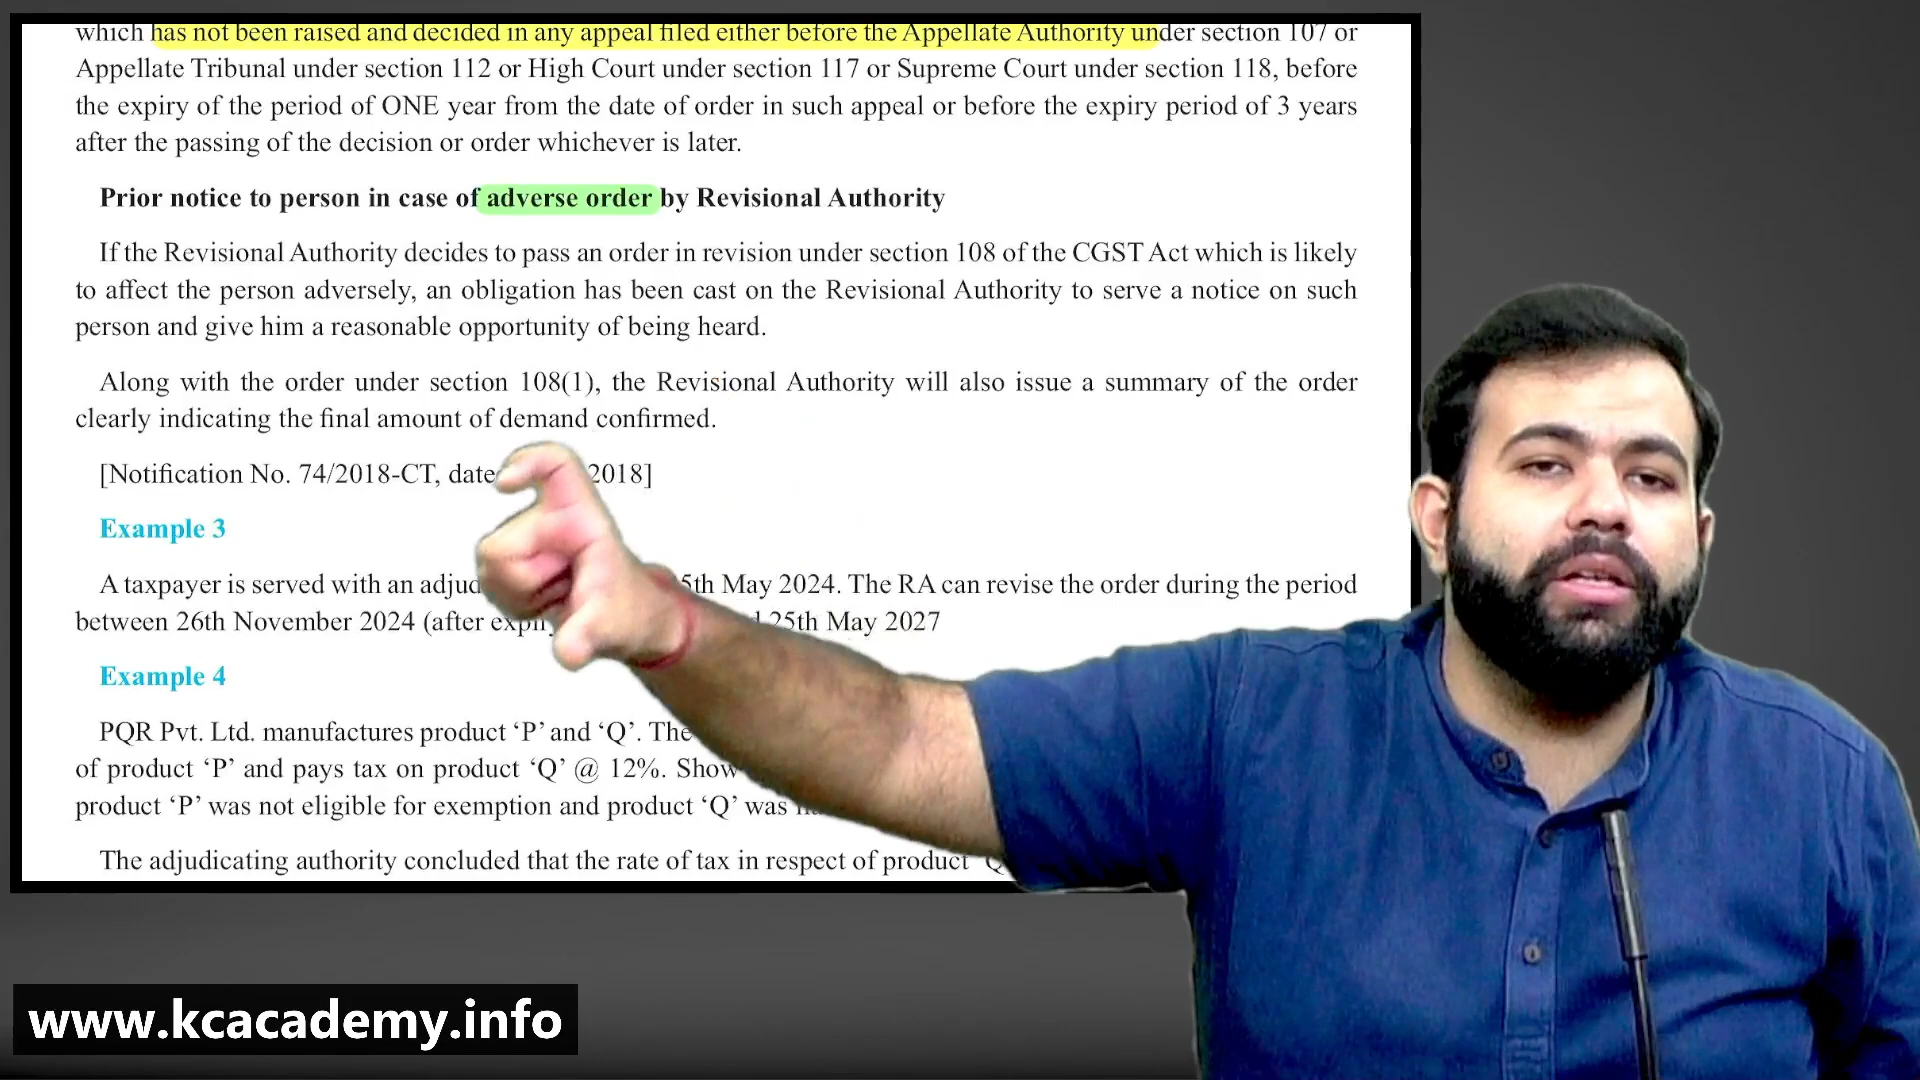 which has not been raised and decided in any appeal filed either before the Appellate Authority under section 107 or
Appellate Tribunal under section 112 or High Court under section 117 or Supreme Court under section 118, before
the expiry of the period of ONE year from the date of order in such appeal or before the expiry period of 3 years
after the passing of the decision or order whichever is later.
Prior notice to person in case of adverse order by Revisional Authority
If the Revisional Authority decides to pass an order in revision under section 108 of the CGST Act which is likely
to affect the person adversely, an obligation has been cast on the Revisional Authority to serve a notice on such
person and give him a reasonable opportunity of being heard.
Along with the order under section 108(1), the Revisional Authority will also issue a summary of the order
clearly indicating the final amount of demand confirmed.
[Notification No. 74/2018-CT, 2018]
Example 3
A taxpayer is served with an May 2024. The RA can revise the order during the period
between 26th November 2024 (after 25th May 2027
Example 4
PQR Pvt. Ltd. manufactures product ‘P’ and ‘Q’. The
of product ‘P’ and pays tax on product ‘Q’ @ 12%. Show
product ‘P’ was not eligible for exemption and product ‘Q’ was
The adjudicating authority concluded that the rate of tax in respect of product
www.kcacademy.info